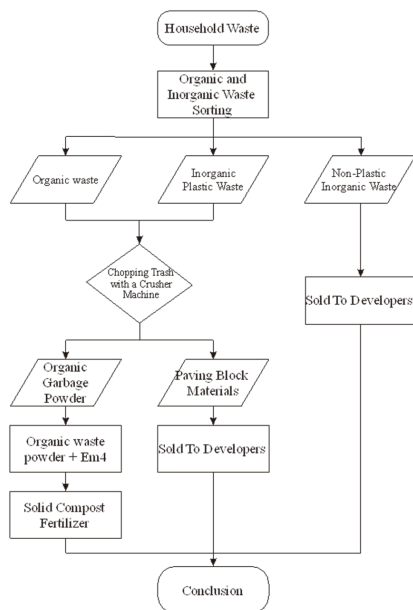 Household Waste
Organic and
Inorganic Waste
Sorting
Organic waste
Inorganic
Plastic Waste
Non-Plastic
Inorganic Waste
Chopping Trash
with a Crusher
Machine
Sold To Developers
Organic
Garbage
Powder
Paving Block
Materials
Organic waste
powder + Em4
Sold To Developers
Solid Compost
Fertilizer
Conclusion